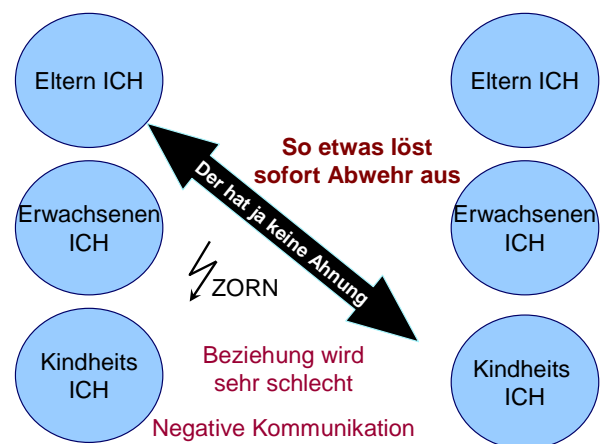 Eltern ICH
Eltern ICH
So etwas löst
sofort Abwehr aus
Der hat ja keine Ahnung
Erwachsenen
ICH
Erwachsenen
ICH
ZORN
Kindheits
ICH
Beziehung wird
sehr schlecht
Kindheits
ICH
Negative Kommunikation